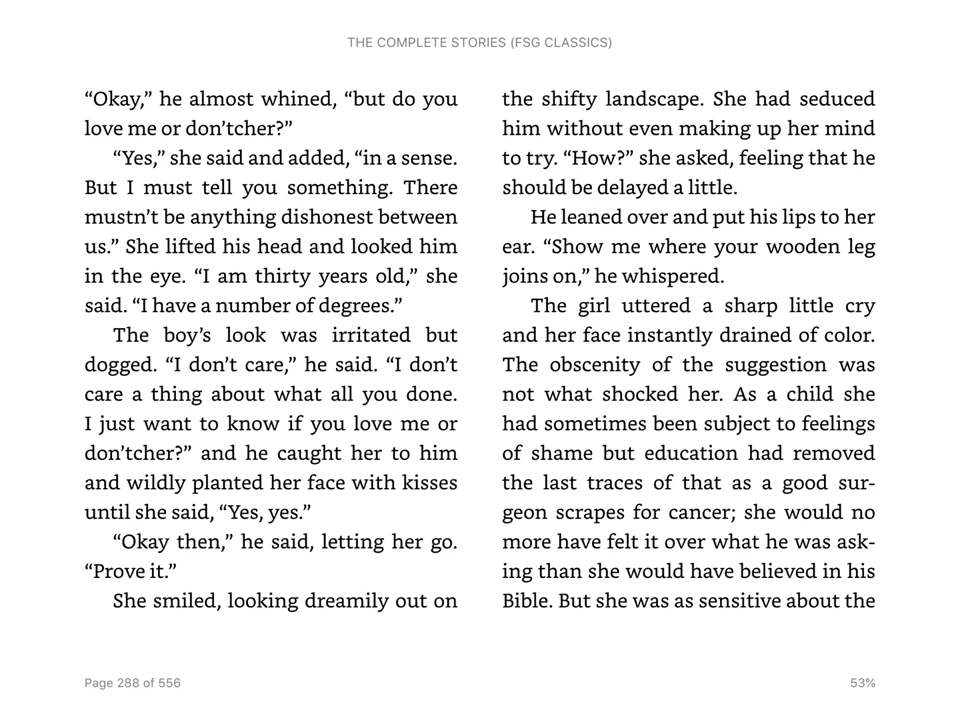 THE COMPLETE STORIES (FSG CLASSICS)
“Okay,” he almost whined, “but do you
love me or don’tcher?”
“Yes,” she said and added, “in a sense.
But I must tell you something. There
mustn’t be anything dishonest between
us.” She lifted his head and looked him
in the eye. “I am thirty years old,” she
said. “I have a number of degrees.”
The boy’s look was irritated but
dogged. “I don’t care,” he said. “I don’t
care a thing about what all you done.
I just want to know if you love me or
don’tcher?” and he caught her to him
and wildly planted her face with kisses
until she said, “Yes, yes.”
“Okay then,” he said, letting her go.
“Prove it.”
She smiled, looking dreamily out on
the shifty landscape. She had seduced
him without even making up her mind
to try. “How?” she asked, feeling that he
should be delayed a little.
He leaned over and put his lips to her
ear. “Show me where your wooden leg
joins on,” he whispered.
The girl uttered a sharp little cry
and her face instantly drained of color.
The obscenity of the suggestion was
not what shocked her. As a child she
had sometimes been subject to feelings
of shame but education had removed
the last traces of that as a good sur-
geon scrapes for cancer; she would no
more have felt it over what he was ask-
ing than she would have believed in his
Bible. But she was as sensitive about the
Page 288 of 556
53%